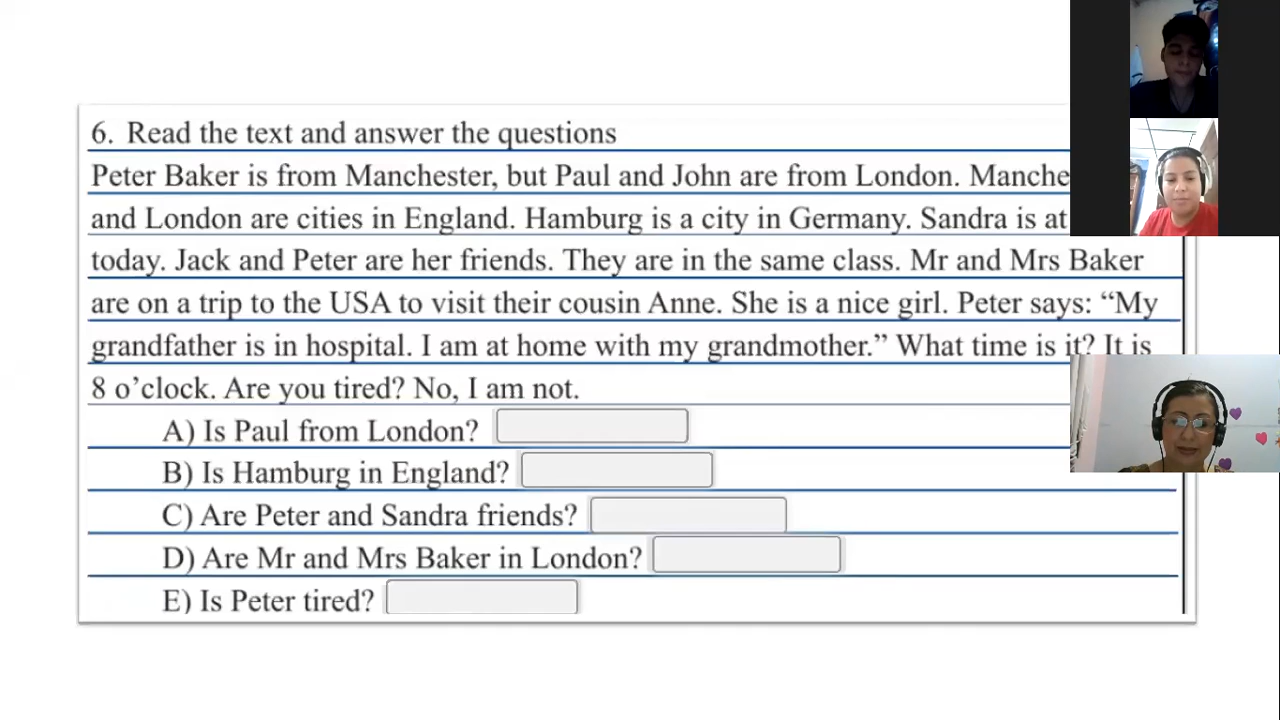 6. Read the text and answer the questions
Peter Baker is from Manchester, but Paul and John are from London.
and London are cities in England. Hamburg is a city in Germany. Sandra is at
today. Jack and Peter are her friends. They are in the same class. Mr and Mrs Baker
are on a trip to the USA to visit their cousin Anne. She is a nice girl. Peter says: “My
grandfather is in hospital. I am at home with my grandmother.” What time is it? It is
8 o’clock. Are you tired? No, I am not.
A) Is Paul from London?
B) Is Hamburg in England?
C) Are Peter and Sandra friends?
D) Are Mr and Mrs Baker in London?
E) Is Peter tired?